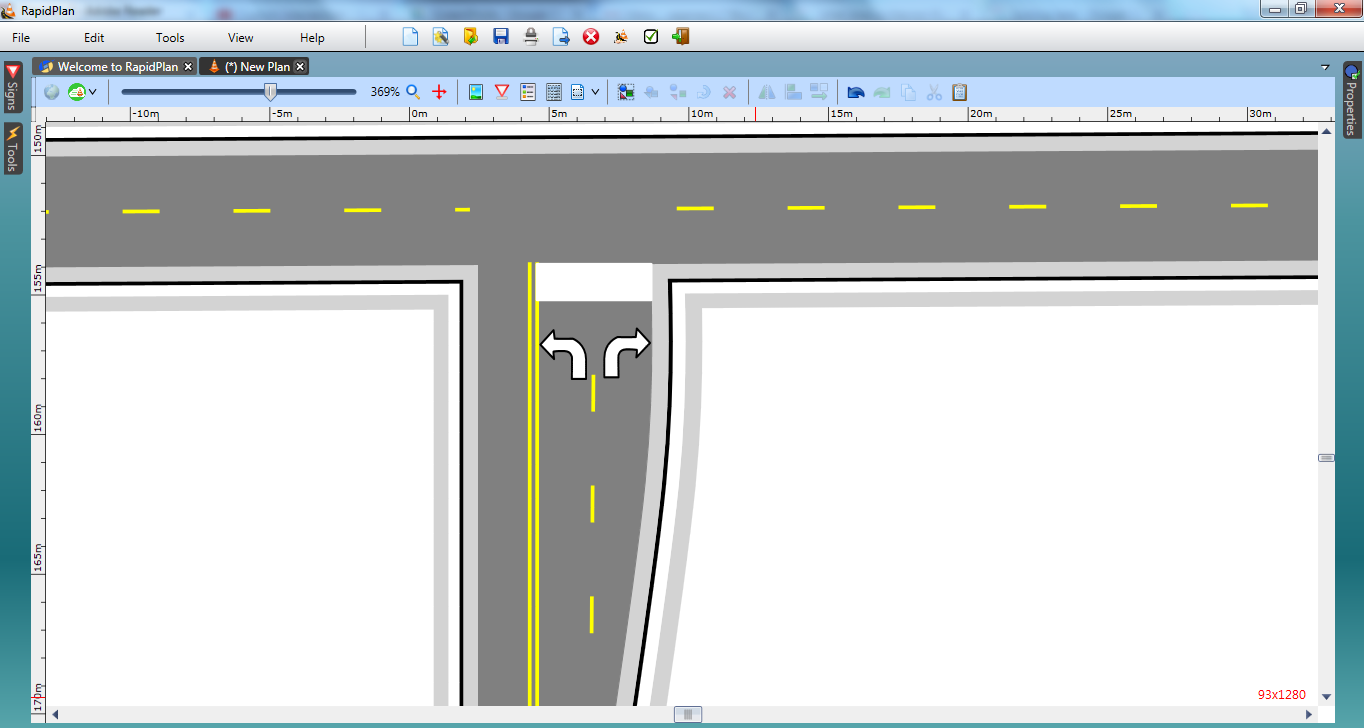 RapidPlan
File Edit Tools View Help
Welcome to RapidPlan (*) New Plan
369%
-10m -5m 0m 5m 10m 15m 20m 25m 30m
Signs
Tools
Properties
150m
155m
160m
165m
170m
93x1280